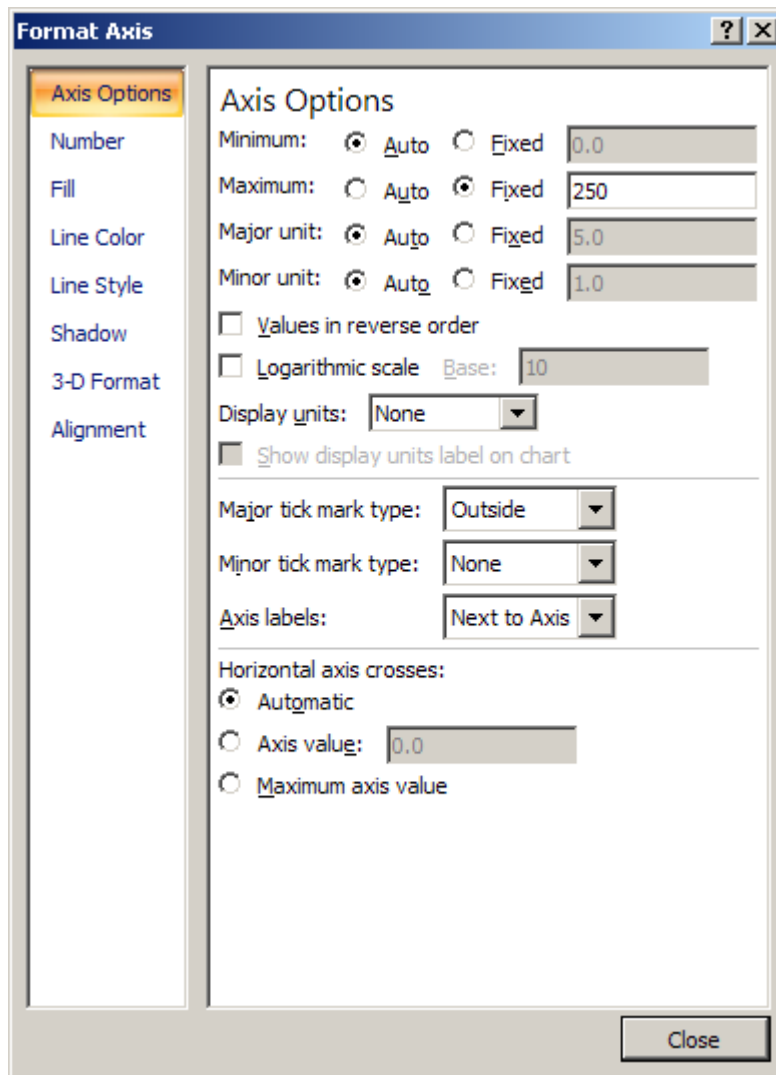 Format Axis
Axis Options
Number
Fill
Line Color
Line Style
Shadow
3-D Format
Alignment
Axis Options
Minimum: Auto Fixed 0.0
Maximum: Auto Fixed 250
Major unit: Auto Fixed 5.0
Minor unit: Auto Fixed 1.0
Values in reverse order
Logarithmic scale Base: 10
Display units: None
Show display units label on chart
Major tick mark type: Outside
Minor tick mark type: None
Axis labels: Next to Axis
Horizontal axis crosses:
Automatic
Axis value: 0.0
Maximum axis value
Close